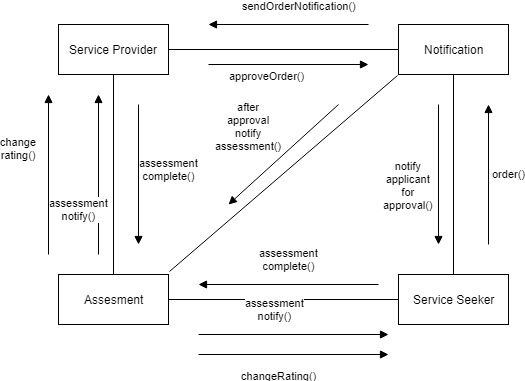 sendOrderNotification()
Service Provider
Notification
approveOrder()
after
approval
notify
assessment()
change
rating()
assessment
complete()
notify
applicant
for
approval()
order()
assessment
notify()
assessment
complete()
Assesment
Service Seeker
assessment
notify()
changeRating()